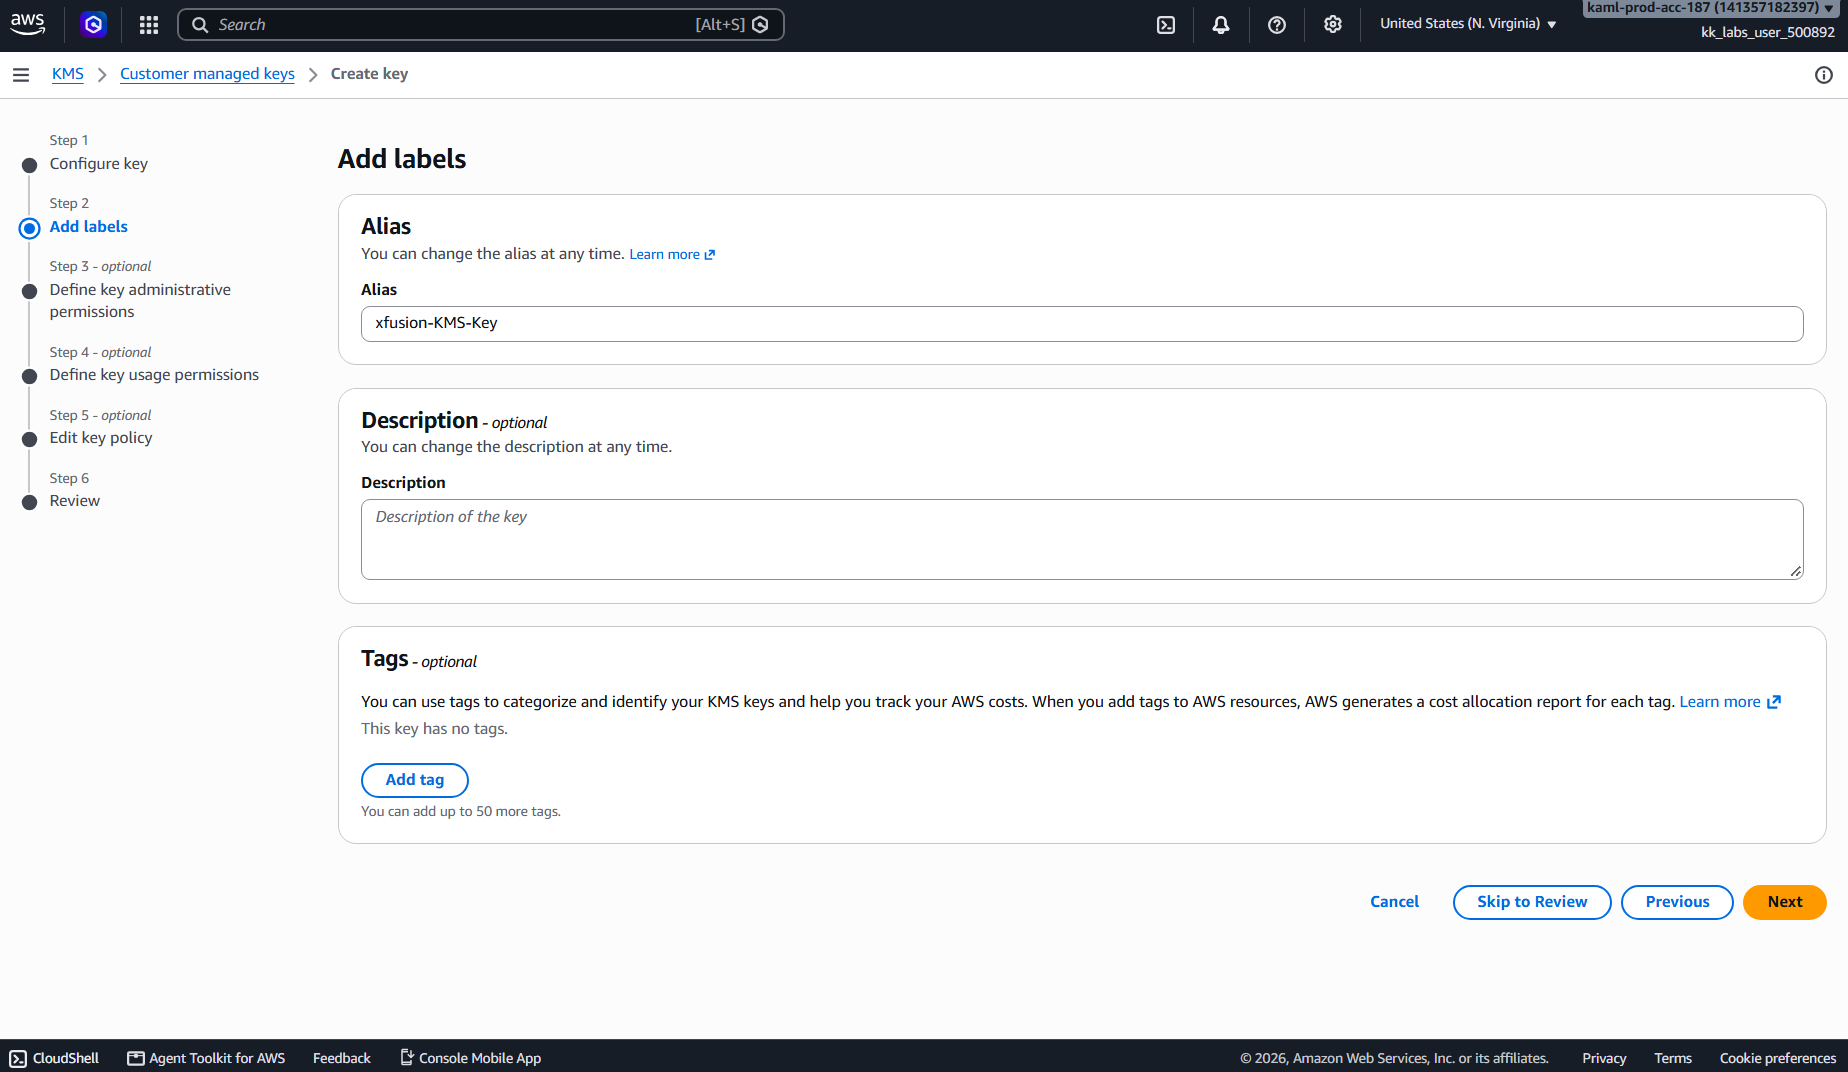 aws
Search
[Alt+S]
United States (N. Virginia)
kaml-prod-acc-187 (141357182397)
kk_labs_user_500892
KMS
Customer managed keys
Create key
Step 1
Configure key
Step 2
Add labels
Step 3 - optional
Define key administrative
permissions
Step 4 - optional
Define key usage permissions
Step 5 - optional
Edit key policy
Step 6
Review
Add labels
Alias
You can change the alias at any time. Learn more
Alias
xfusion-KMS-Key
Description - optional
You can change the description at any time.
Description
Description of the key
Tags - optional
You can use tags to categorize and identify your KMS keys and help you track your AWS costs. When you add tags to AWS resources, AWS generates a cost allocation report for each tag. Learn more
This key has no tags.
Add tag
You can add up to 50 more tags.
Cancel
Skip to Review
Previous
Next
CloudShell
Agent Toolkit for AWS
Feedback
Console Mobile App
© 2026, Amazon Web Services, Inc. or its affiliates.
Privacy
Terms
Cookie preferences